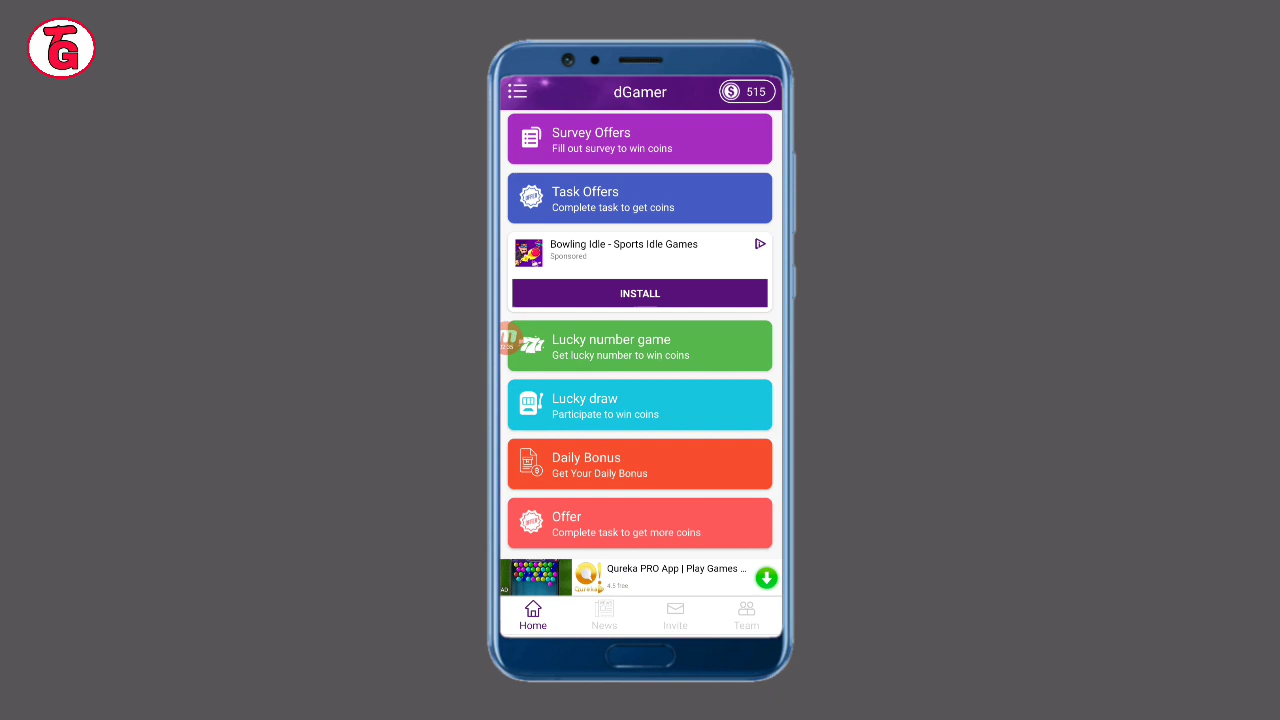 TG
dGamer
515
Survey Offers
Fill out survey to win coins
Task Offers
Complete task to get coins
Bowling Idle - Sports Idle Games
Sponsored
INSTALL
Lucky number game
Get lucky number to win coins
Lucky draw
Participate to win coins
Daily Bonus
Get Your Daily Bonus
Offer
Complete task to get more coins
AD
Qureka
Qureka PRO App | Play Games ...
4.5 free
Home
News
Invite
Team